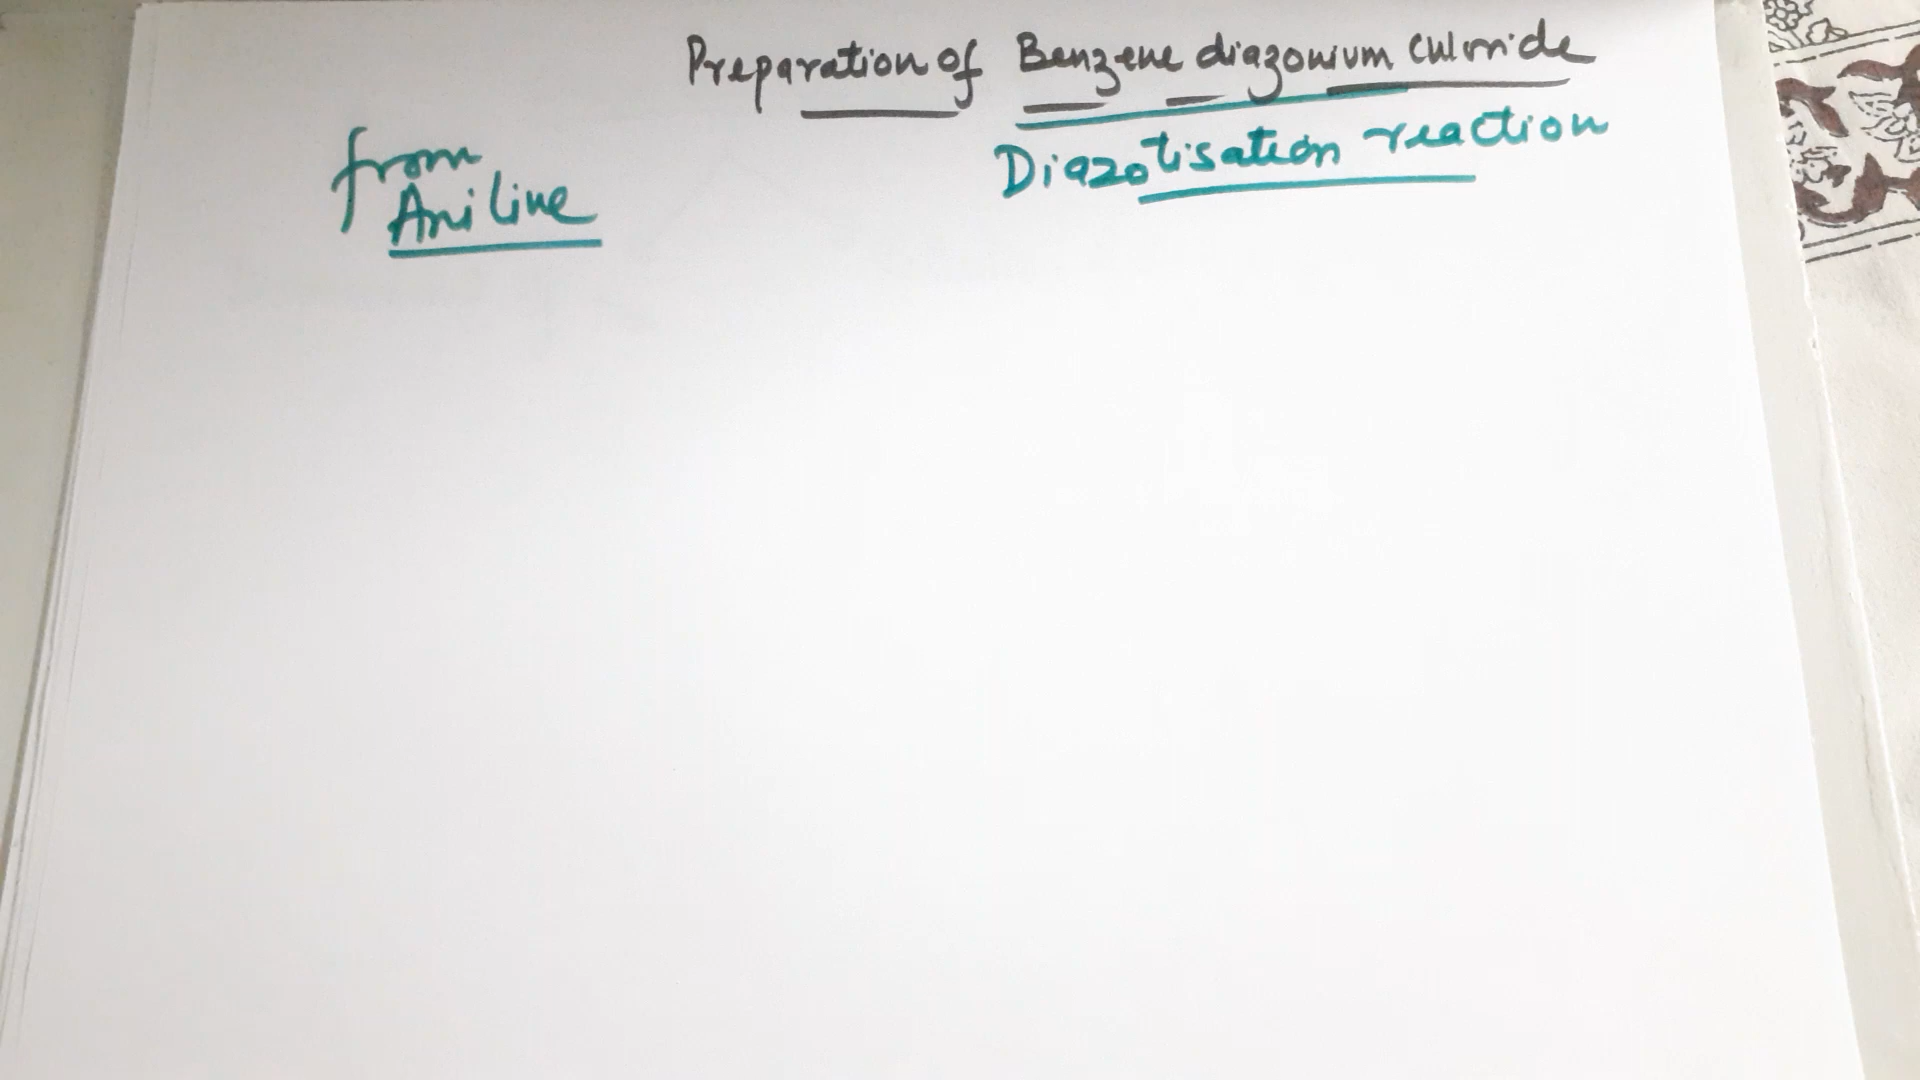 Preparation of Benzene diazonium Chloride
Diazotisation reaction
from
Aniline